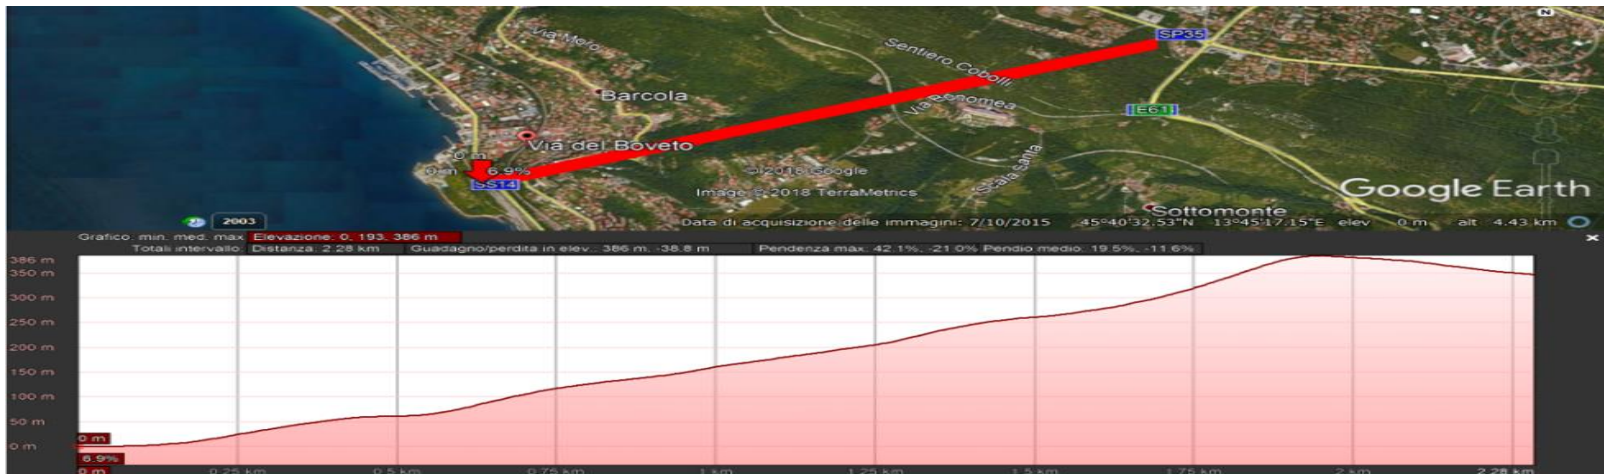 N
SP35
Via Moro
Sentiero Cobolli
Barcola
Via Bonomea
E61
Via del Boveto
0 m
0 m
6.9%
SS14
Scala Santa
© 2018 Google
Image © 2018 TerraMetrics
Google Earth
Sottomonte
2003
Data di acquisizione delle immagini: 7/10/2015 45°40'32.53"N 13°45'17.15"E elev 0 m alt 4.43 km
Grafico: min, med, max Elevazione: 0, 193, 386 m
Totali intervallo: Distanza: 2.28 km Guadagno/perdita in elev.: 386 m, -38.8 m Pendenza max: 42.1%, -21.0% Pendio medio: 19.5%, -11.6%
386 m
350 m
300 m
250 m
200 m
150 m
100 m
50 m
0 m
0 m
6.9%
0 m 0.25 km 0.5 km 0.75 km 1 km 1.25 km 1.5 km 1.75 km 2 km 2.28 km